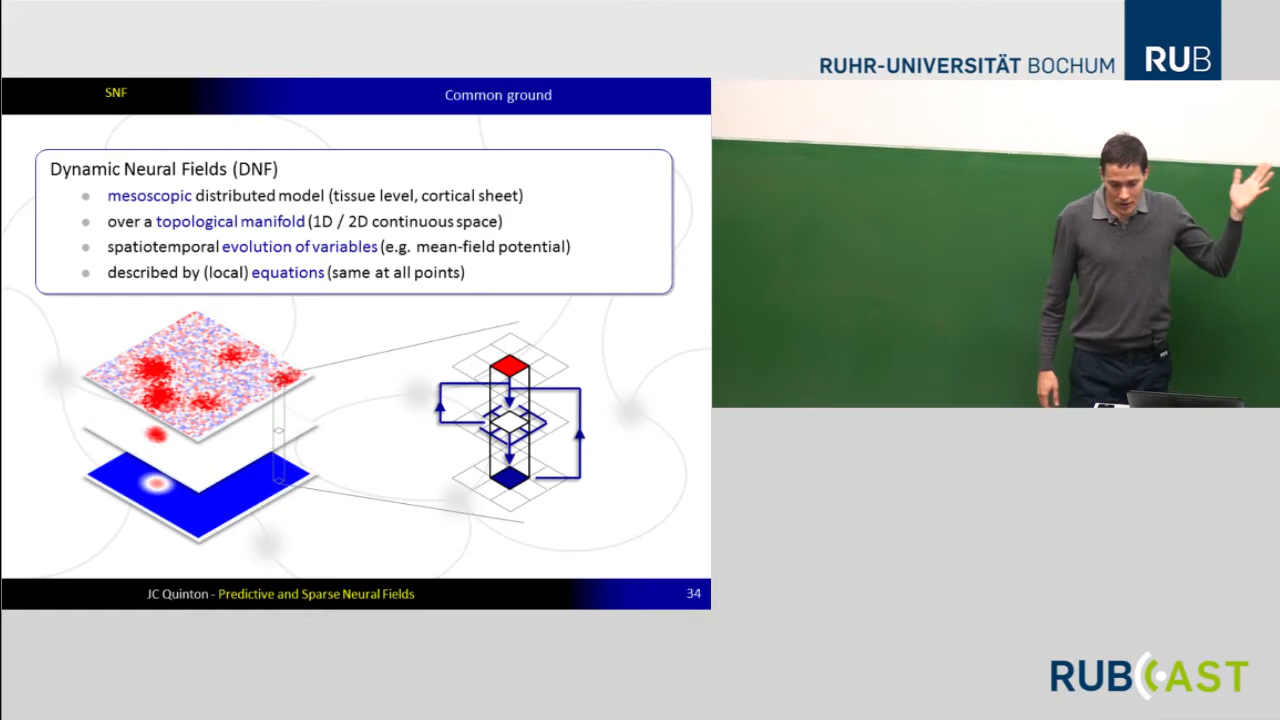 RUHR-UNIVERSITÄT BOCHUM
RUB
SNF
Common ground
Dynamic Neural Fields (DNF)
mesoscopic distributed model (tissue level, cortical sheet)
over a topological manifold (1D / 2D continuous space)
spatiotemporal evolution of variables (e.g. mean-field potential)
described by (local) equations (same at all points)
JC Quinton - Predictive and Sparse Neural Fields
34
RUBCAST